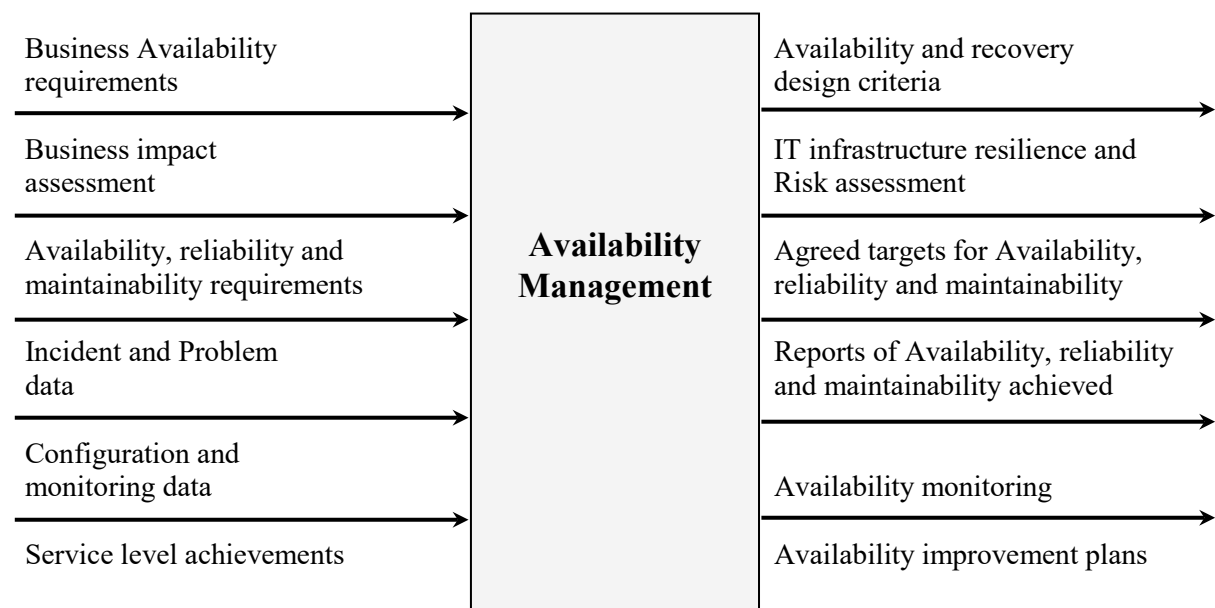 Business Availability
requirements
Business impact
assessment
Availability, reliability and
maintainability requirements
Incident and Problem
data
Configuration and
monitoring data
Service level achievements
Availability
Management
Availability and recovery
design criteria
IT infrastructure resilience and
Risk assessment
Agreed targets for Availability,
reliability and maintainability
Reports of Availability, reliability
and maintainability achieved
Availability monitoring
Availability improvement plans